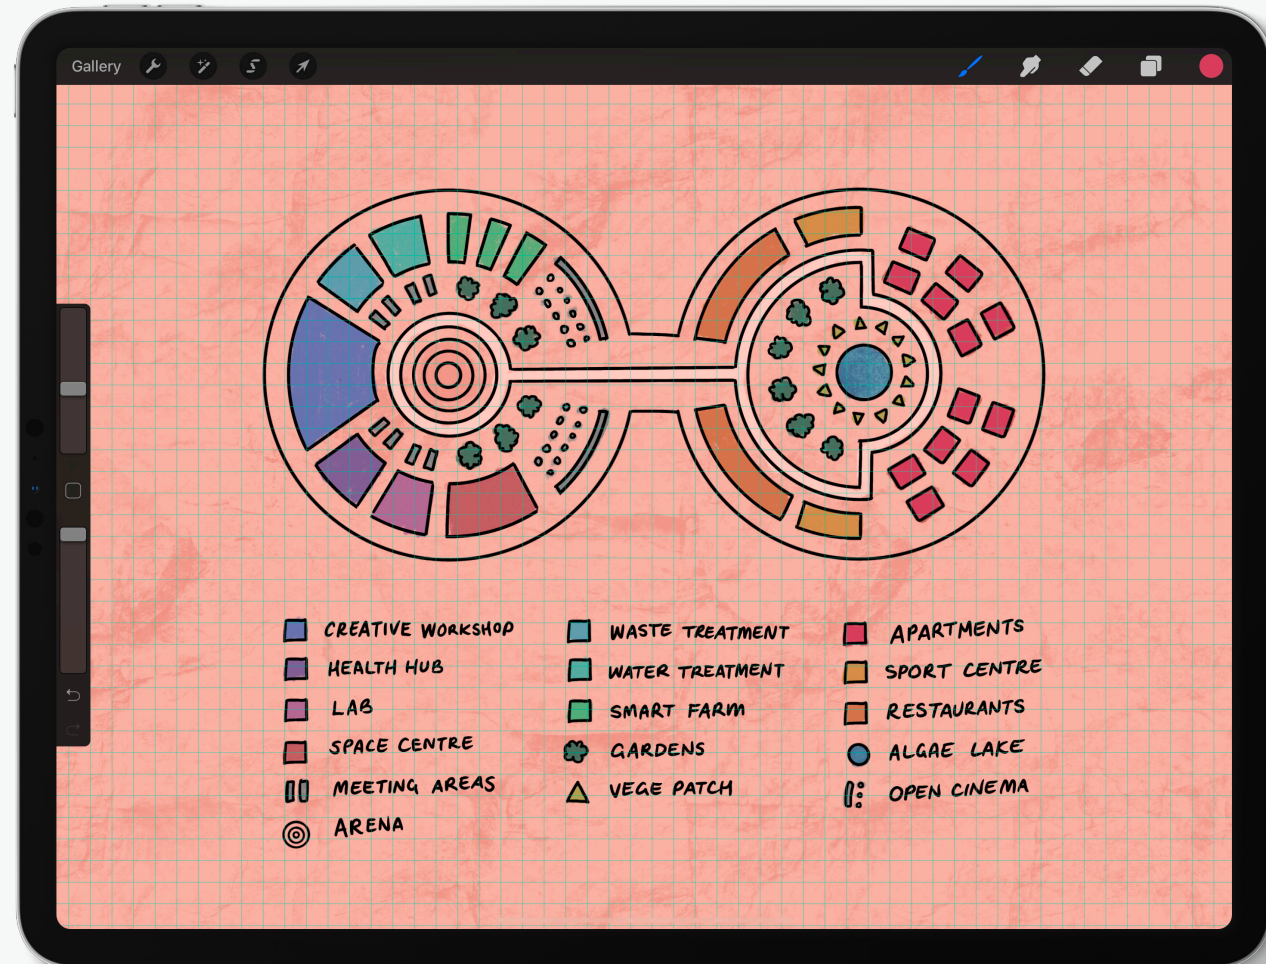 Gallery
CREATIVE WORKSHOP
HEALTH HUB
LAB
SPACE CENTRE
MEETING AREAS
ARENA
WASTE TREATMENT
WATER TREATMENT
SMART FARM
GARDENS
VEGE PATCH
APARTMENTS
SPORT CENTRE
RESTAURANTS
ALGAE LAKE
OPEN CINEMA